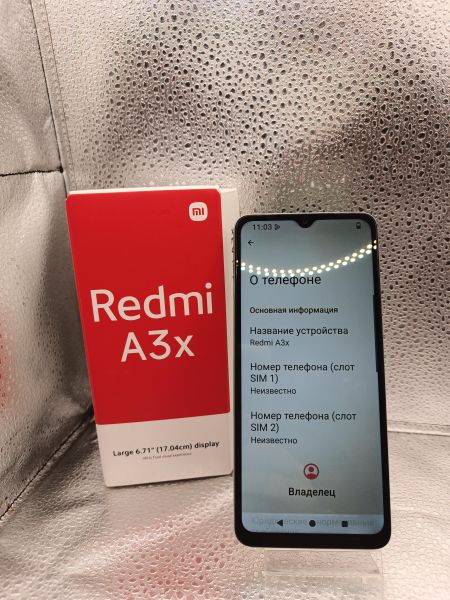 mi
Redmi
A3x
Large 6.71" (17.04cm) display
11:03
О телефоне
Основная информация
Название устройства
Redmi A3x
Номер телефона (слот
SIM 1)
Неизвестно
Номер телефона (слот
SIM 2)
Неизвестно
Владелец